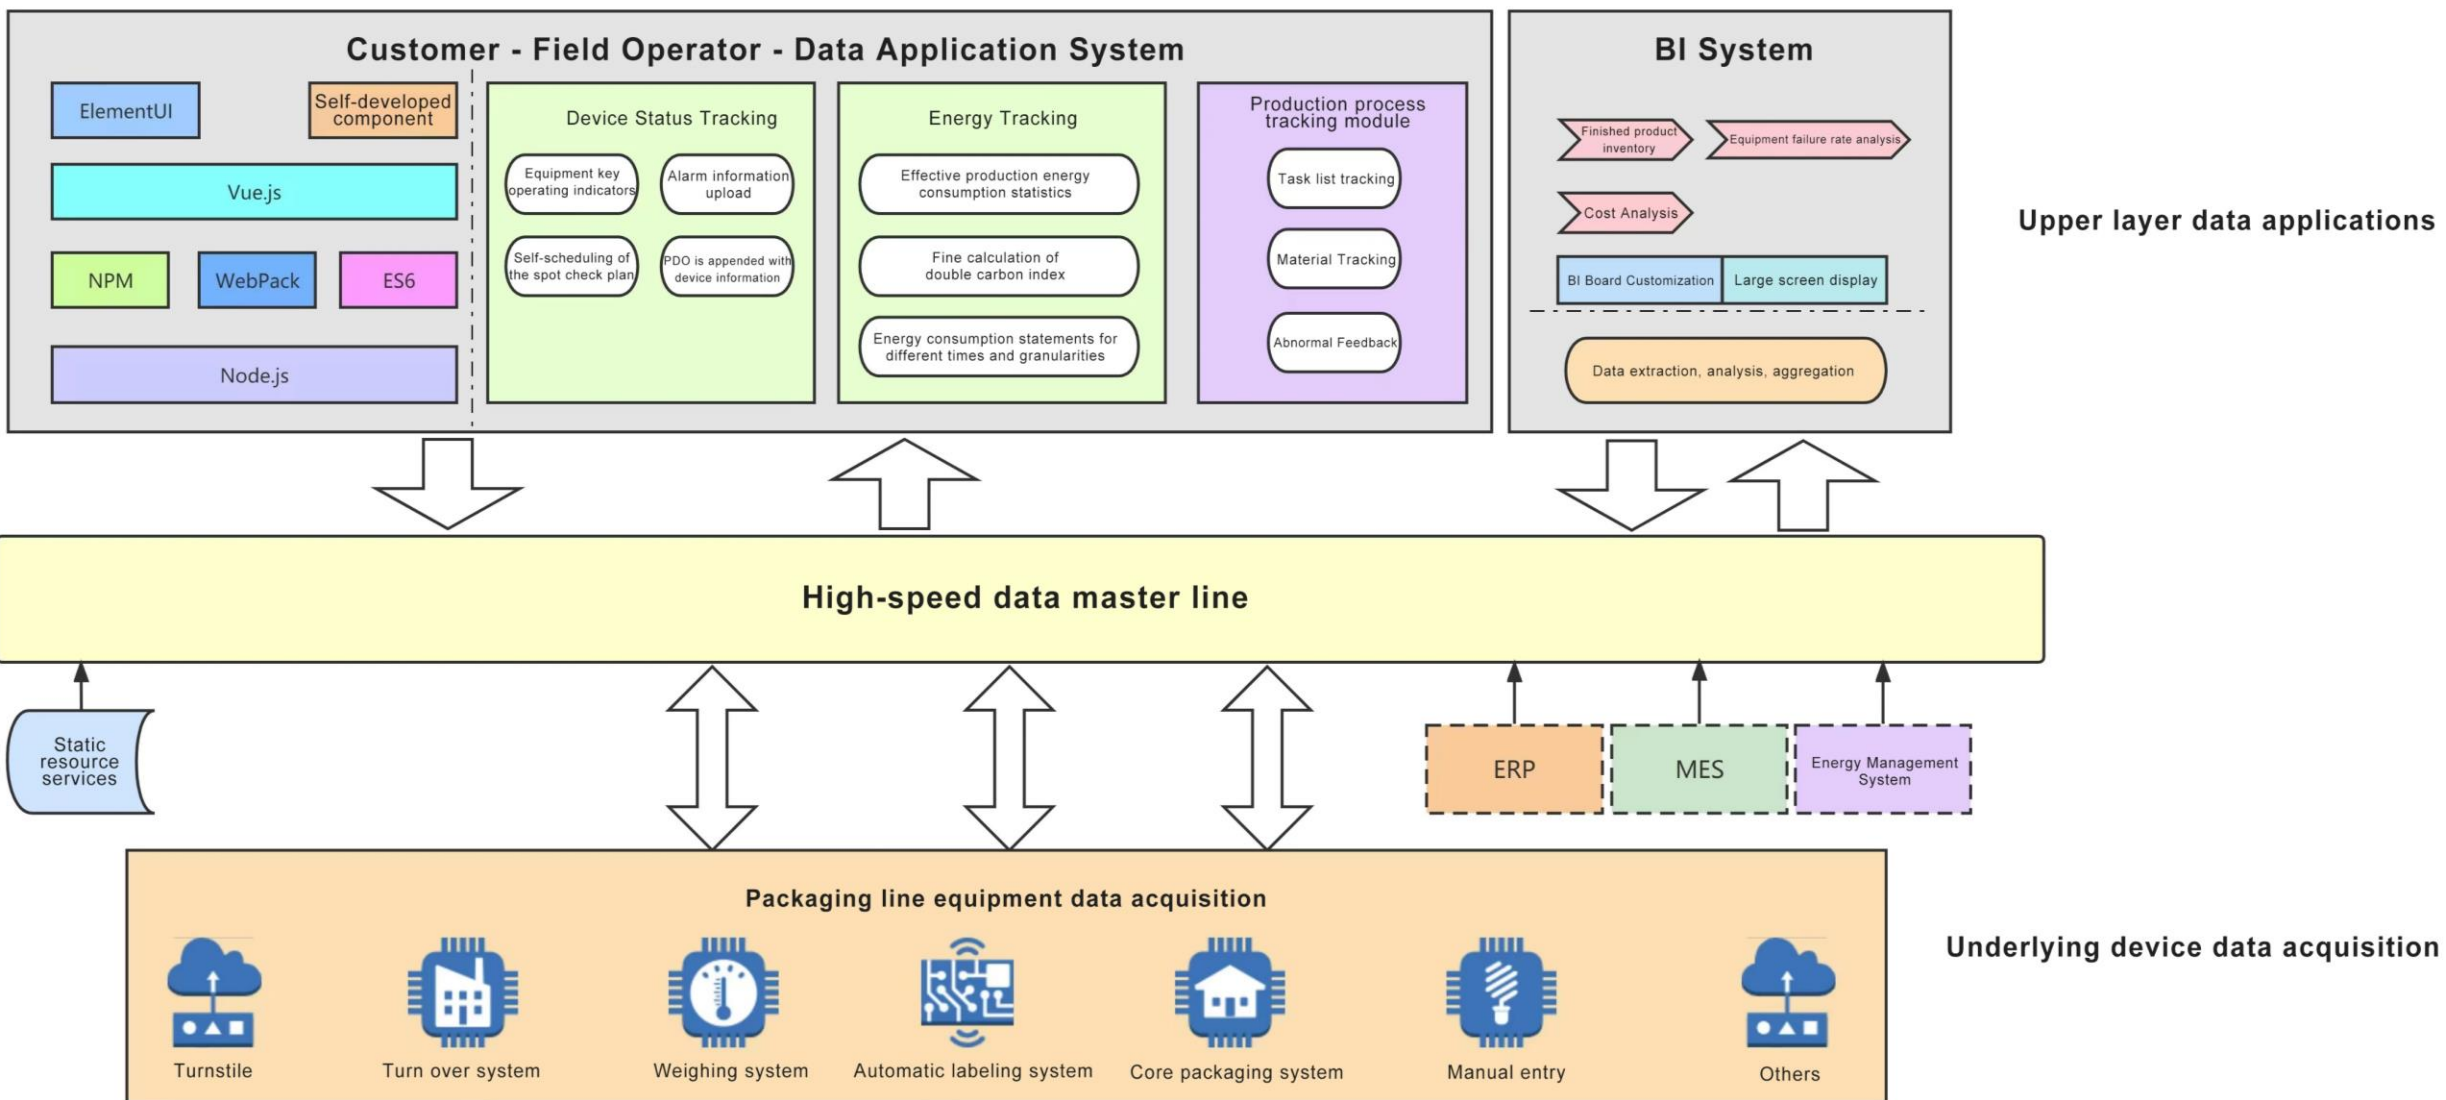 Customer - Field Operator - Data Application System
ElementUI
Self-developed
component
Vue.js
NPM
WebPack
ES6
Node.js
Device Status Tracking
Equipment key
operating indicators
Alarm information
upload
Self-scheduling of
the spot check plan
PDO is appended with
device information
Energy Tracking
Effective production energy
consumption statistics
Fine calculation of
double carbon index
Energy consumption statements for
different times and granularities
Production process
tracking module
Task list tracking
Material Tracking
Abnormal Feedback
BI System
Finished product
inventory
Equipment failure rate analysis
Cost Analysis
BI Board Customization
Large screen display
Data extraction, analysis, aggregation
Upper layer data applications
High-speed data master line
Static
resource
services
ERP
MES
Energy Management
System
Packaging line equipment data acquisition
Turnstile
Turn over system
Weighing system
Automatic labeling system
Core packaging system
Manual entry
Others
Underlying device data acquisition